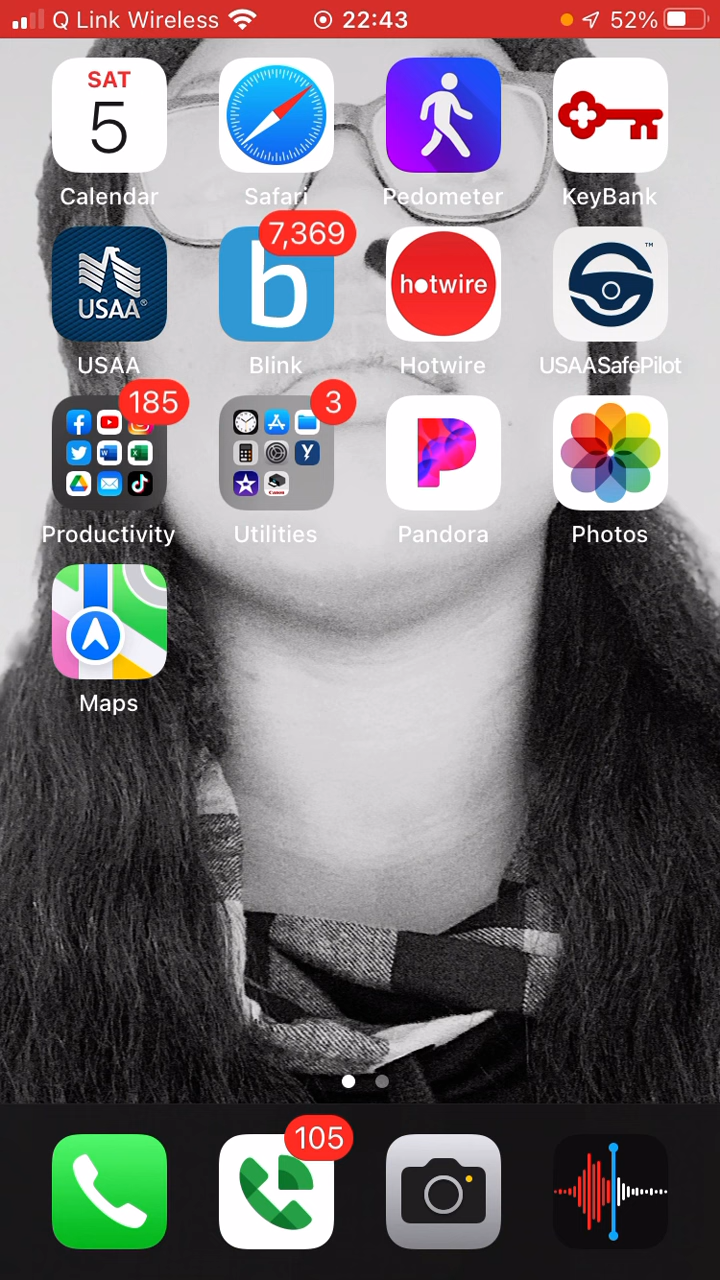 Q Link Wireless 22:43 52%
SAT
5
Calendar Safari Pedometer KeyBank
7,369
USAA® b hotwire ™
USAA Blink Hotwire USAASafePilot
185 3
Productivity Utilities Pandora Photos
Maps
105